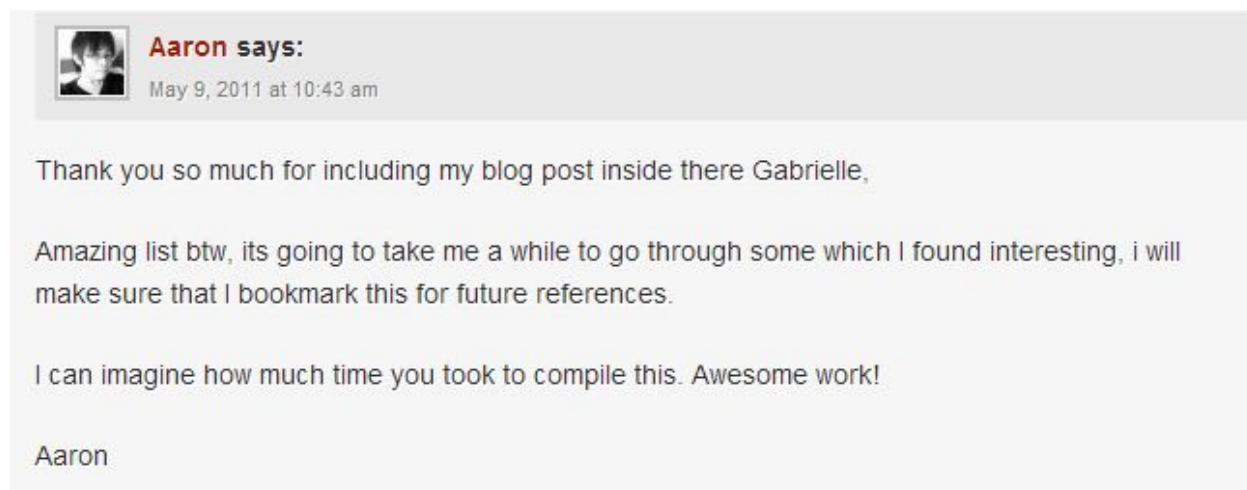 Aaron says:
May 9, 2011 at 10:43 am
Thank you so much for including my blog post inside there Gabrielle,
Amazing list btw, its going to take me a while to go through some which I found interesting, i will
make sure that I bookmark this for future references.
I can imagine how much time you took to compile this. Awesome work!
Aaron